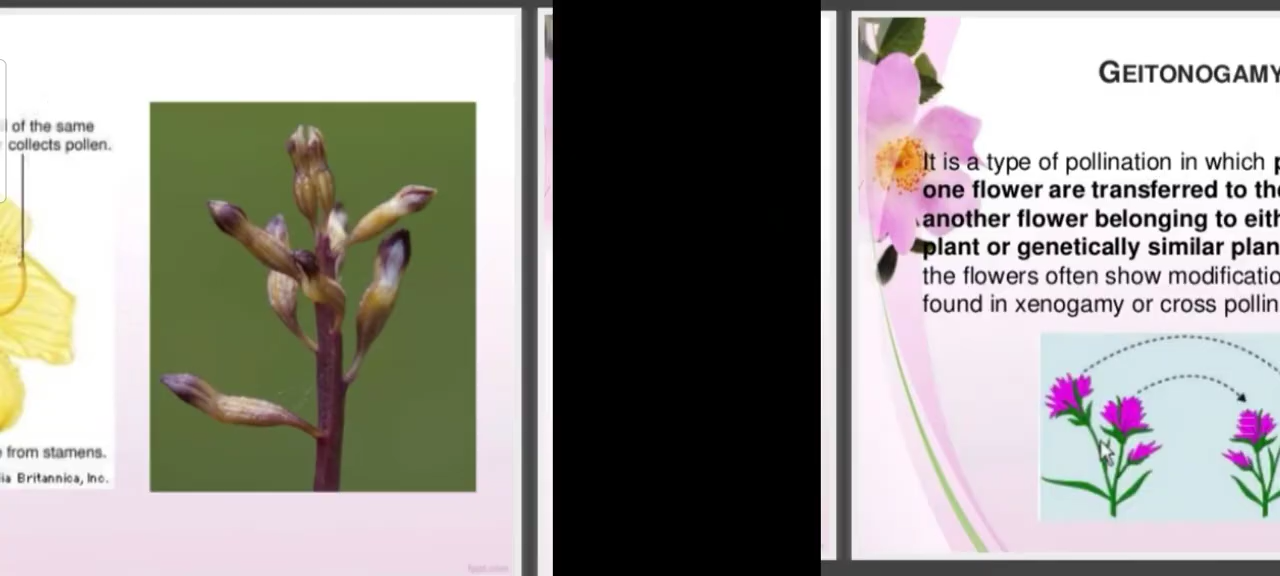 of the same
collects pollen.
from stamens.
ia Britannica, Inc.
fppt.com
GEITONOGAMY
It is a type of pollination in which p
one flower are transferred to the
another flower belonging to eith
plant or genetically similar plan
the flowers often show modificatio
found in xenogamy or cross pollin